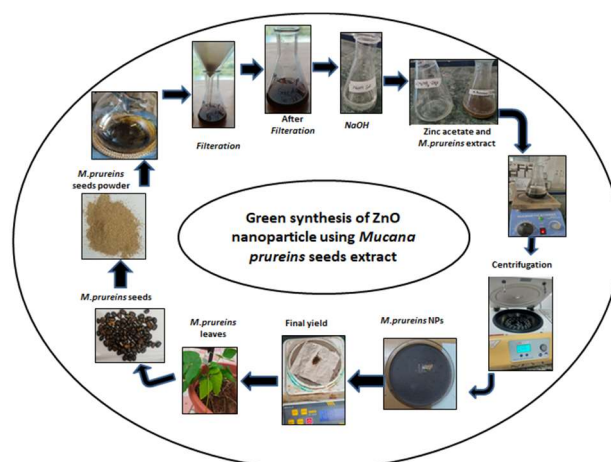 Filteration
After
Filteration
NaOH
Zinc acetate and
M.prureins extract
M.prureins
seeds powder
Green synthesis of ZnO
nanoparticle using Mucana
prureins seeds extract
Centrifugation
M.prureins seeds
M.prureins
leaves
Final yield
M.prureins NPs